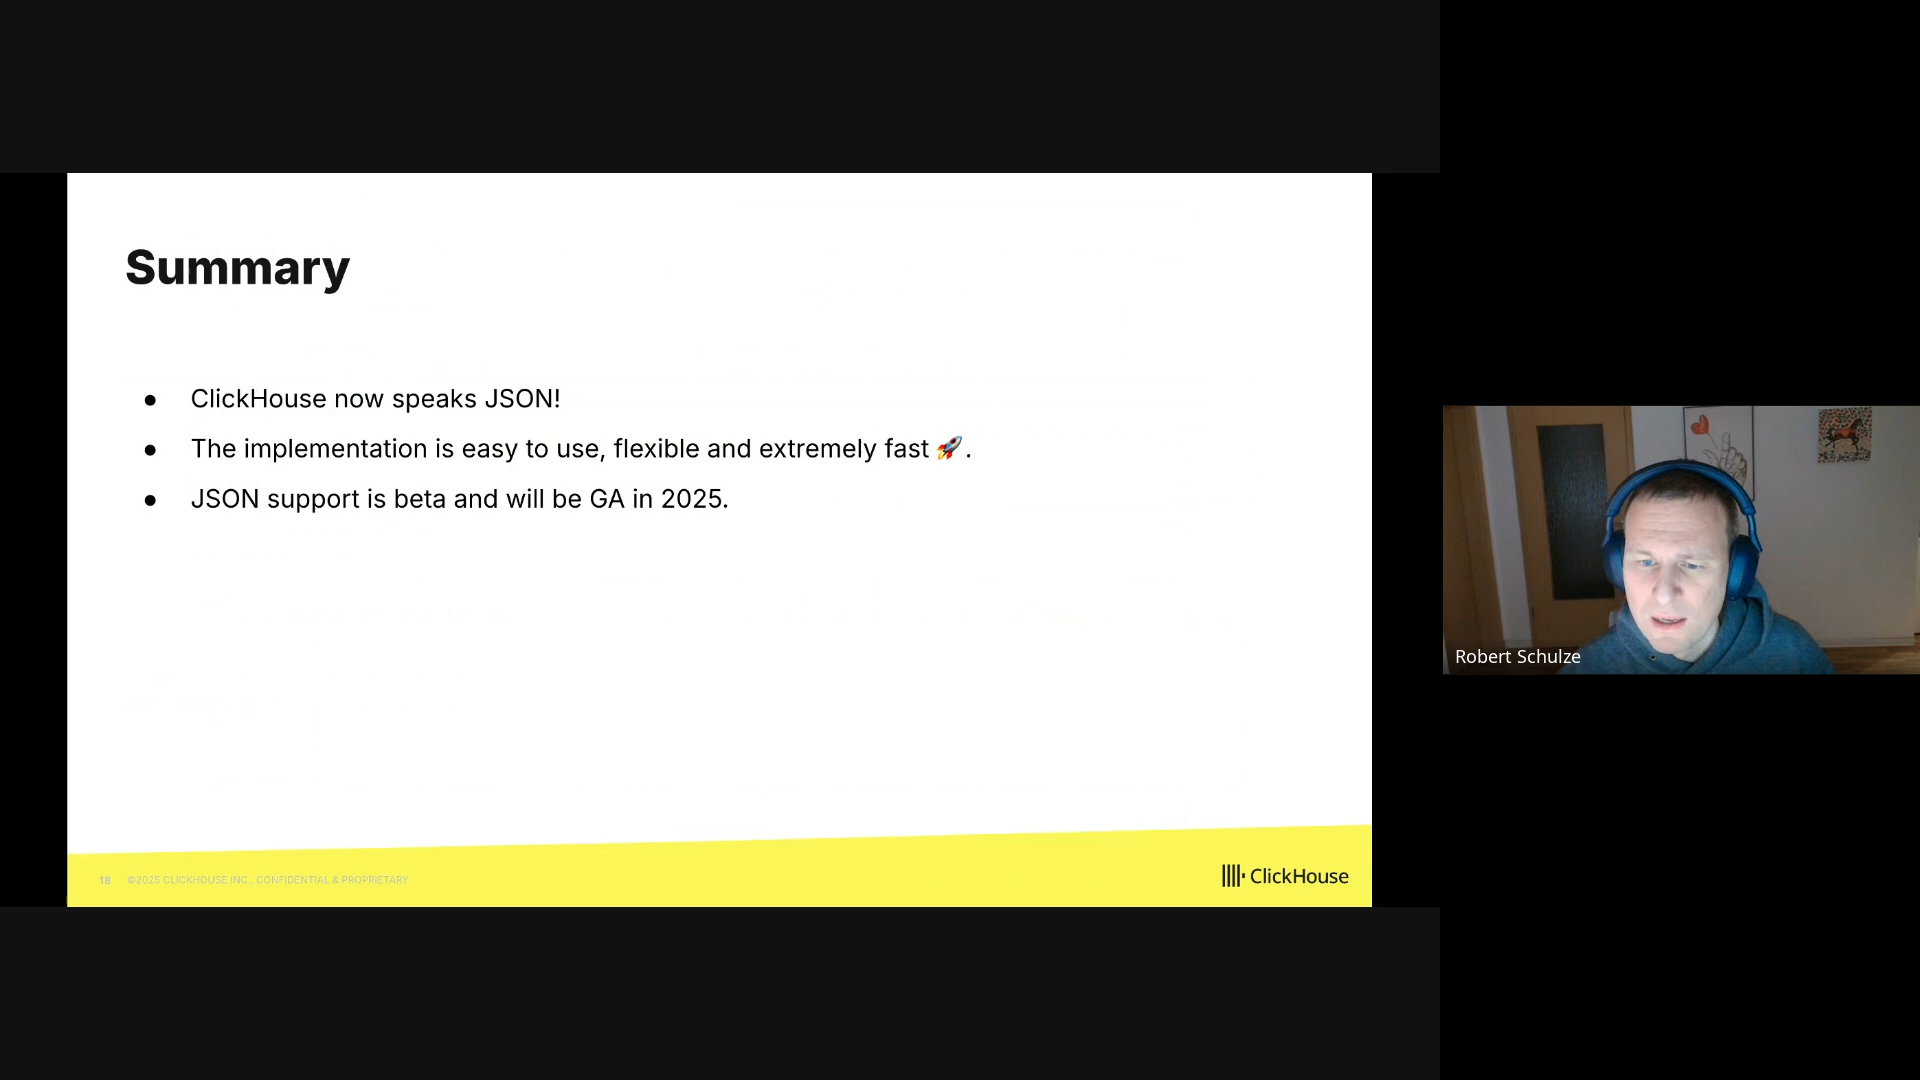 Summary
● ClickHouse now speaks JSON!
● The implementation is easy to use, flexible and extremely fast 🚀.
● JSON support is beta and will be GA in 2025.
18 ©2025 CLICKHOUSE INC., CONFIDENTIAL & PROPRIETARY
ClickHouse
Robert Schulze